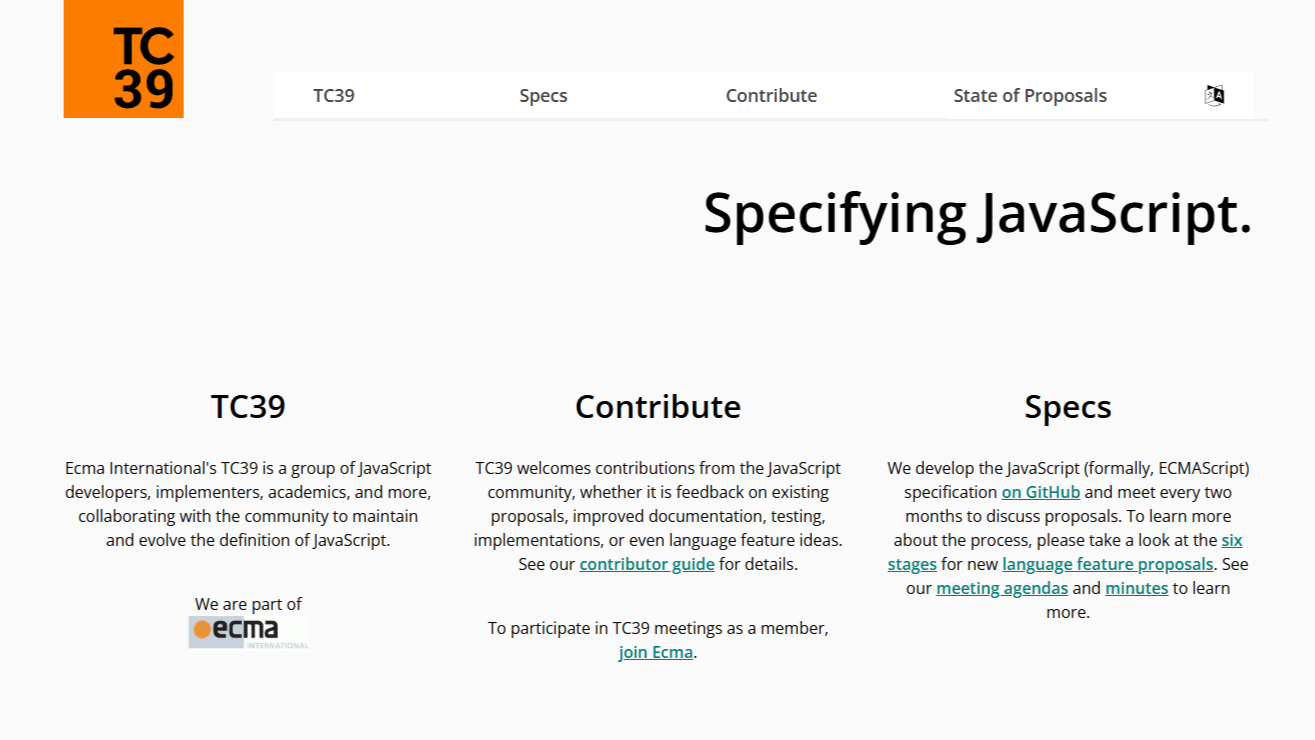 TC
39
TC39 Specs Contribute State of Proposals
Specifying JavaScript.
TC39
Ecma International's TC39 is a group of JavaScript
developers, implementers, academics, and more,
collaborating with the community to maintain
and evolve the definition of JavaScript.
We are part of
ecma
INTERNATIONAL
Contribute
TC39 welcomes contributions from the JavaScript
community, whether it is feedback on existing
proposals, improved documentation, testing,
implementations, or even language feature ideas.
See our contributor guide for details.
To participate in TC39 meetings as a member,
join Ecma.
Specs
We develop the JavaScript (formally, ECMAScript)
specification on GitHub and meet every two
months to discuss proposals. To learn more
about the process, please take a look at the six
stages for new language feature proposals. See
our meeting agendas and minutes to learn
more.